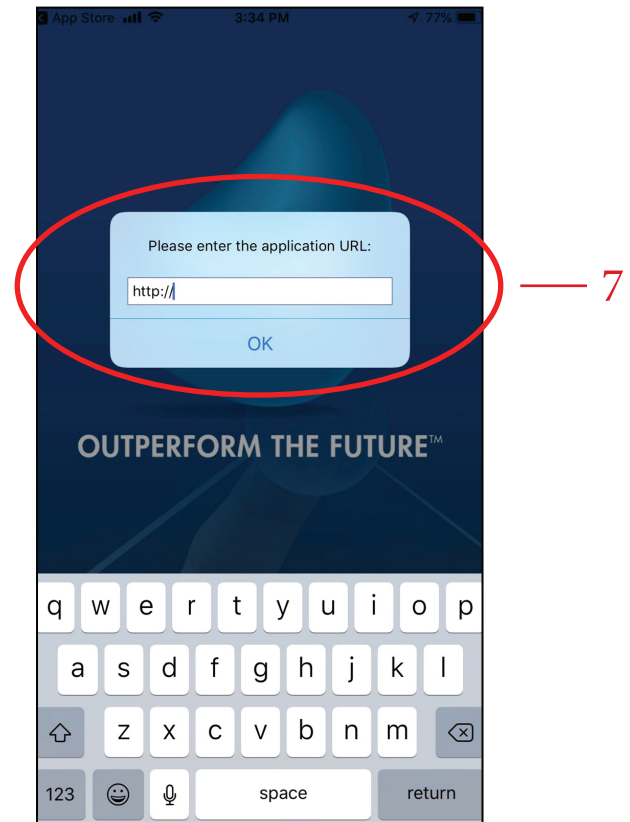 App Store 3:34 PM 77%
Please enter the application URL:
http://
7
OK
OUTPERFORM THE FUTURE™
q w e r t y u i o p
a s d f g h j k l
z x c v b n m
123 space return